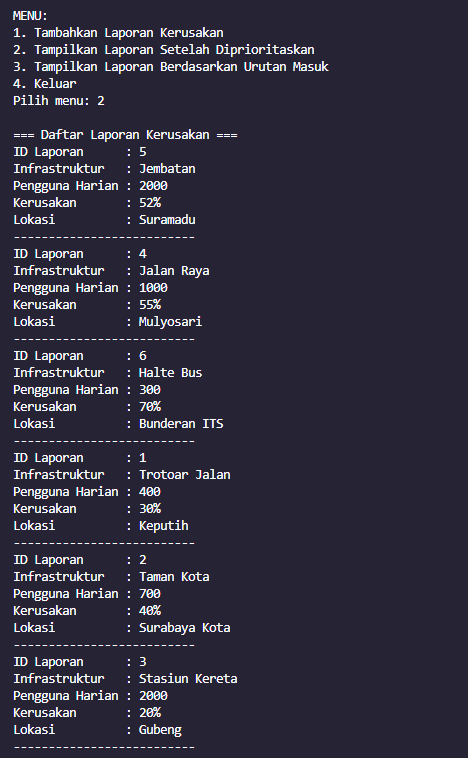 MENU:
1. Tambahkan Laporan Kerusakan
2. Tampilkan Laporan Setelah Diprioritaskan
3. Tampilkan Laporan Berdasarkan Urutan Masuk
4. Keluar
Pilih menu: 2

=== Daftar Laporan Kerusakan ===
ID Laporan      : 5
Infrastruktur   : Jembatan
Pengguna Harian : 2000
Kerusakan       : 52%
Lokasi          : Suramadu
--------------------------
ID Laporan      : 4
Infrastruktur   : Jalan Raya
Pengguna Harian : 1000
Kerusakan       : 55%
Lokasi          : Mulyosari
--------------------------
ID Laporan      : 6
Infrastruktur   : Halte Bus
Pengguna Harian : 300
Kerusakan       : 70%
Lokasi          : Bunderan ITS
--------------------------
ID Laporan      : 1
Infrastruktur   : Trotoar Jalan
Pengguna Harian : 400
Kerusakan       : 30%
Lokasi          : Keputih
--------------------------
ID Laporan      : 2
Infrastruktur   : Taman Kota
Pengguna Harian : 700
Kerusakan       : 40%
Lokasi          : Surabaya Kota
--------------------------
ID Laporan      : 3
Infrastruktur   : Stasiun Kereta
Pengguna Harian : 2000
Kerusakan       : 20%
Lokasi          : Gubeng
--------------------------